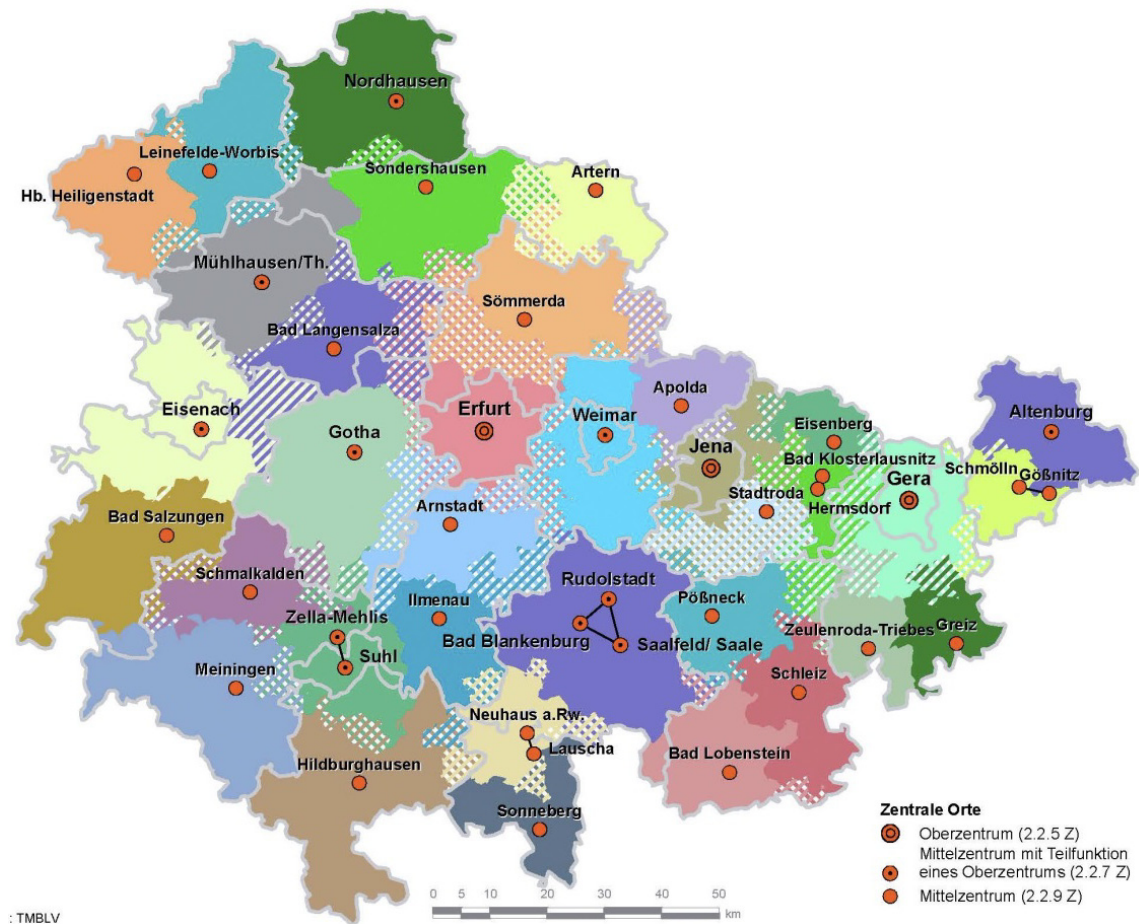 Nordhausen
Leinefelde-Worbis
Hb. Heiligenstadt
Sondershausen
Artern
Mühlhausen/Th.
Sömmerda
Bad Langensalza
Eisenach
Gotha
Erfurt
Weimar
Apolda
Jena
Eisenberg
Bad Klosterlausnitz
Hermsdorf
Stadtroda
Gera
Altenburg
Schmölln
Gößnitz
Bad Salzungen
Arnstadt
Schmalkalden
Zella-Mehlis
Suhl
Ilmenau
Rudolstadt
Bad Blankenburg
Saalfeld/ Saale
Pößneck
Zeulenroda-Triebes
Greiz
Meiningen
Schleiz
Neuhaus a.Rw.
Lauscha
Hildburghausen
Bad Lobenstein
Sonneberg
Zentrale Orte
Oberzentrum (2.2.5 Z)
Mittelzentrum mit Teilfunktion
eines Oberzentrums (2.2.7 Z)
Mittelzentrum (2.2.9 Z)
0 10 20 30 40 50
km
: TMBLV